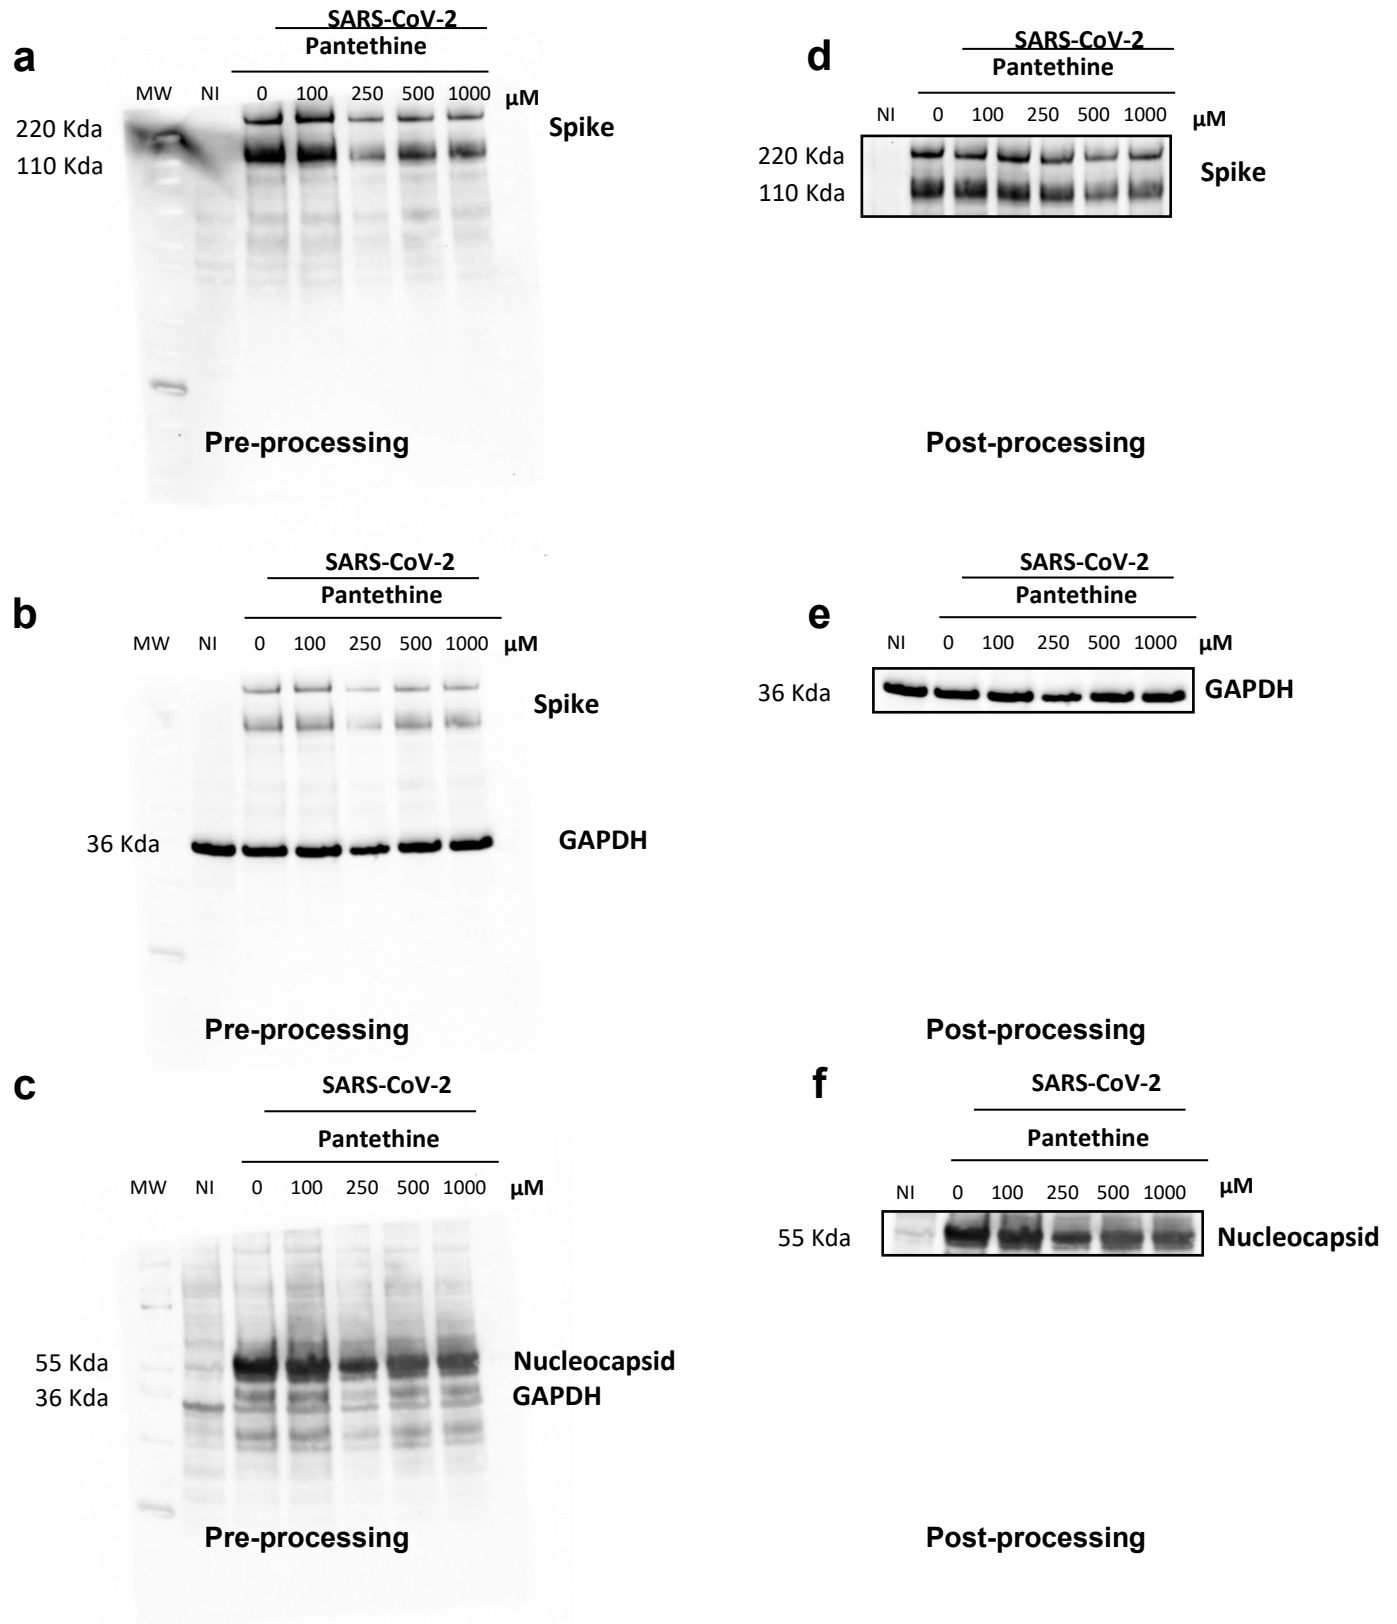 a
SARS-CoV-2
Pantethine
MW NI 0 100 250 500 1000 µM
220 Kda
110 Kda
Spike
Pre-processing
d
SARS-CoV-2
Pantethine
NI 0 100 250 500 1000 µM
220 Kda
110 Kda
Spike
Post-processing
b
SARS-CoV-2
Pantethine
MW NI 0 100 250 500 1000 µM
Spike
36 Kda
GAPDH
Pre-processing
e
SARS-CoV-2
Pantethine
NI 0 100 250 500 1000 µM
36 Kda
GAPDH
Post-processing
c
SARS-CoV-2
Pantethine
MW NI 0 100 250 500 1000 µM
55 Kda
Nucleocapsid
36 Kda
GAPDH
Pre-processing
f
SARS-CoV-2
Pantethine
NI 0 100 250 500 1000 µM
55 Kda
Nucleocapsid
Post-processing